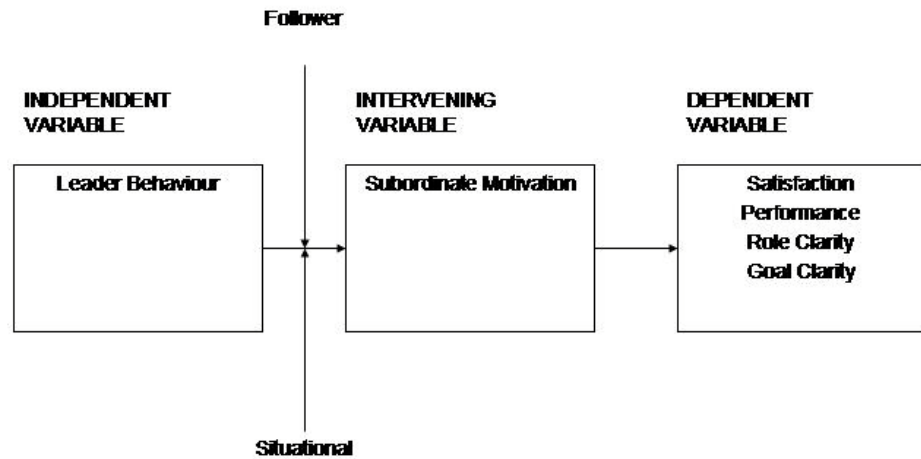 Follower
INDEPENDENT
VARIABLE
INTERVENING
VARIABLE
DEPENDENT
VARIABLE
Leader Behaviour
Subordinate Motivation
Satisfaction
Performance
Role Clarity
Goal Clarity
Situational